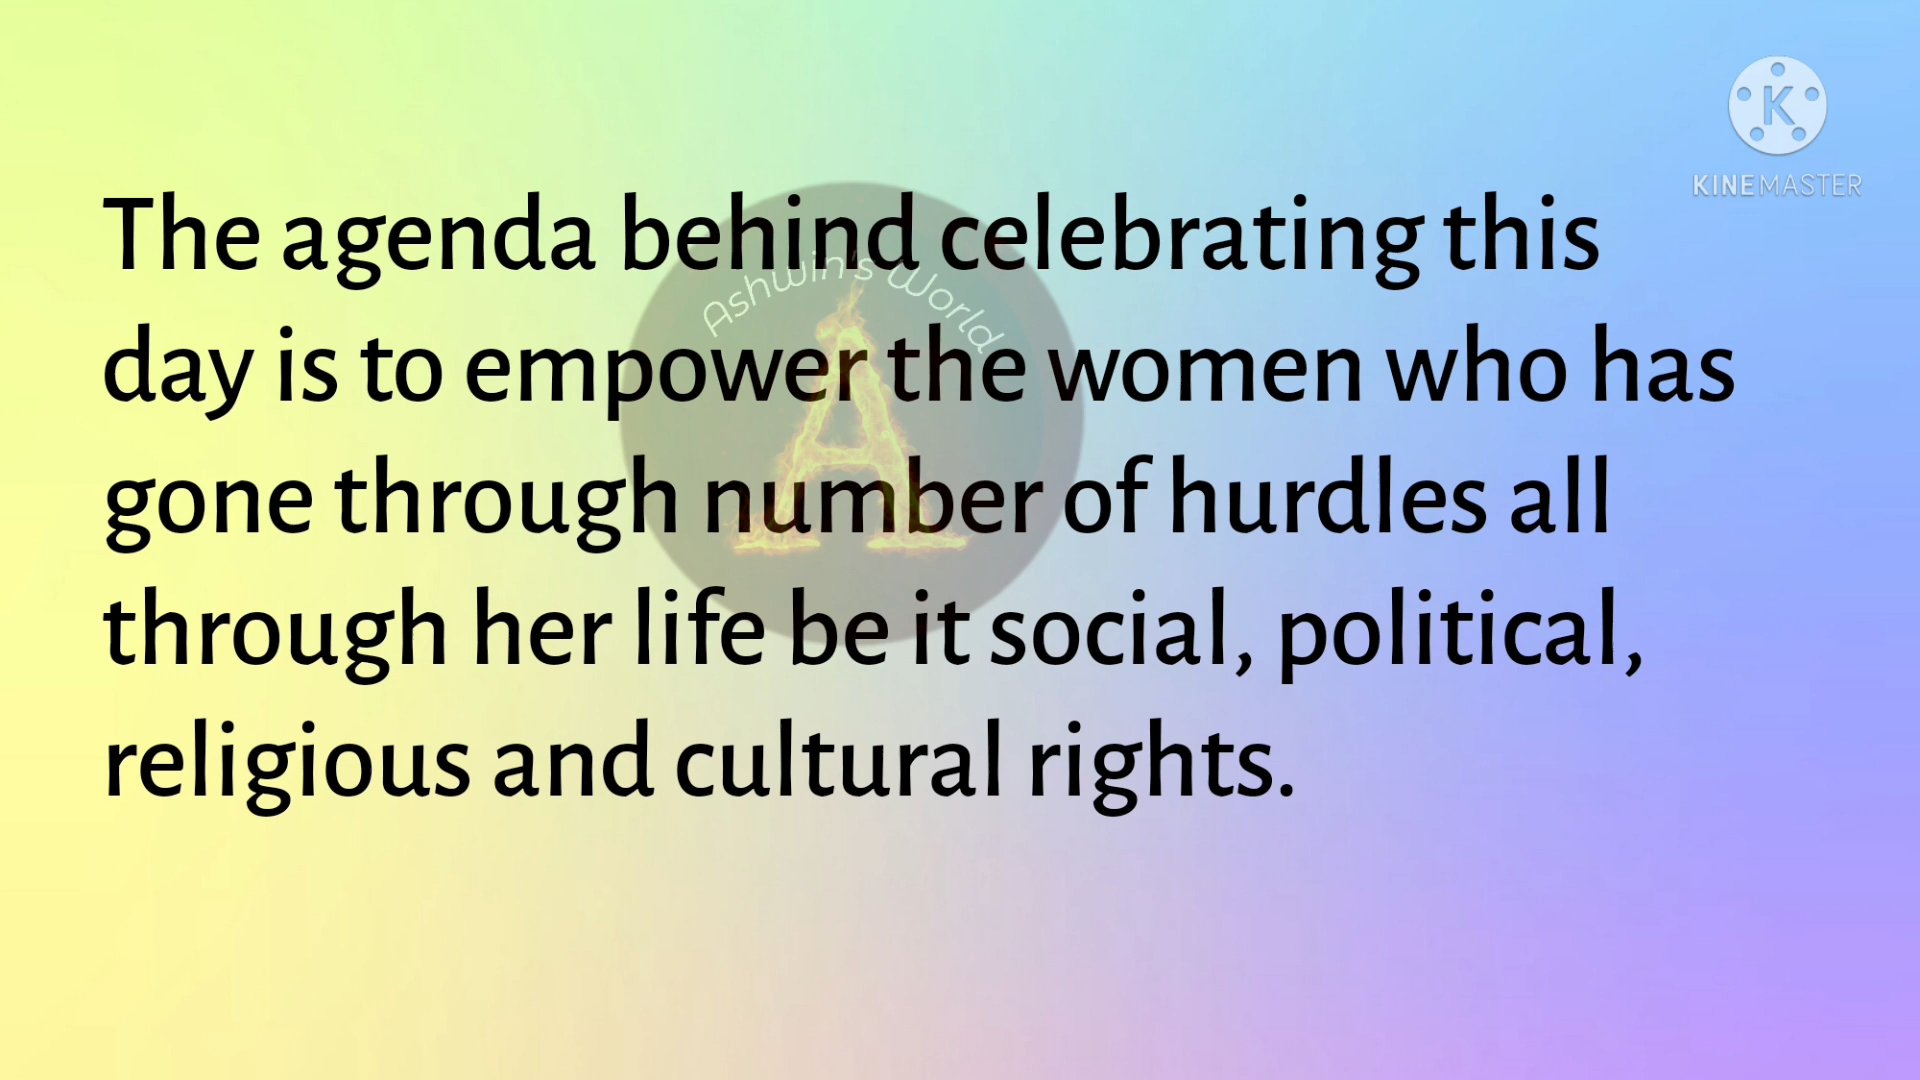 KINEMASTER
Ashwin's World
The agenda behind celebrating this
day is to empower the women who has
gone through number of hurdles all
through her life be it social, political,
religious and cultural rights.